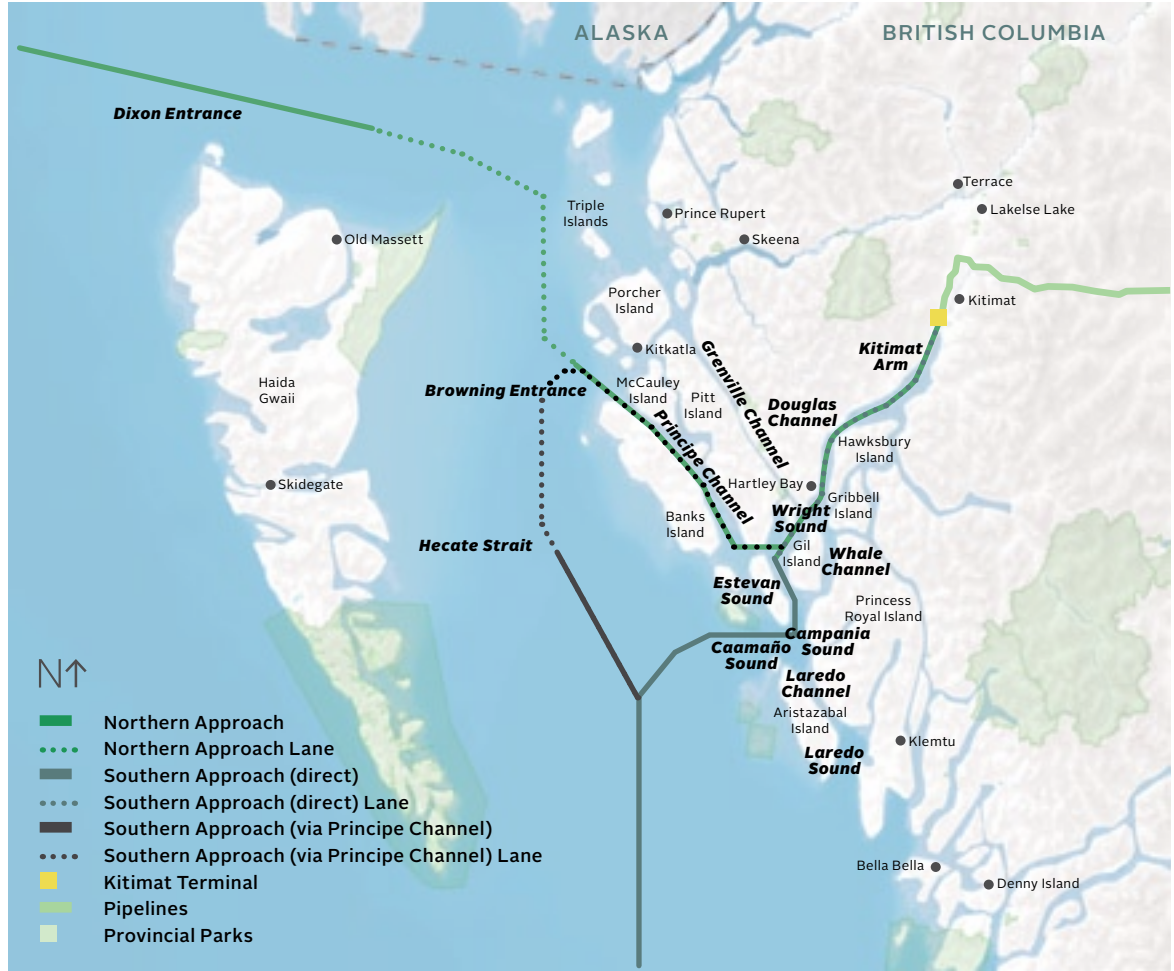 ALASKA
BRITISH COLUMBIA
Dixon Entrance
Terrace
Lakelse Lake
Triple
Islands
Prince Rupert
Skeena
Old Massett
Porcher
Island
Kitimat
Kitkatla
Grenville Channel
Kitimat
Arm
Browning Entrance
McCauley
Island
Pitt
Island
Haida
Gwaii
Douglas
Channel
Principe Channel
Hawksbury
Island
Skidegate
Hartley Bay
Gribbell
Island
Banks
Island
Wright
Sound
Hecate Strait
Gil
Island
Whale
Channel
Estevan
Sound
Princess
Royal Island
Campania
Sound
Caamaño
Sound
Laredo
Channel
Aristazabal
Island
Klemtu
Laredo
Sound
Bella Bella
Denny Island
N↑
Northern Approach
Northern Approach Lane
Southern Approach (direct)
Southern Approach (direct) Lane
Southern Approach (via Principe Channel)
Southern Approach (via Principe Channel) Lane
Kitimat Terminal
Pipelines
Provincial Parks